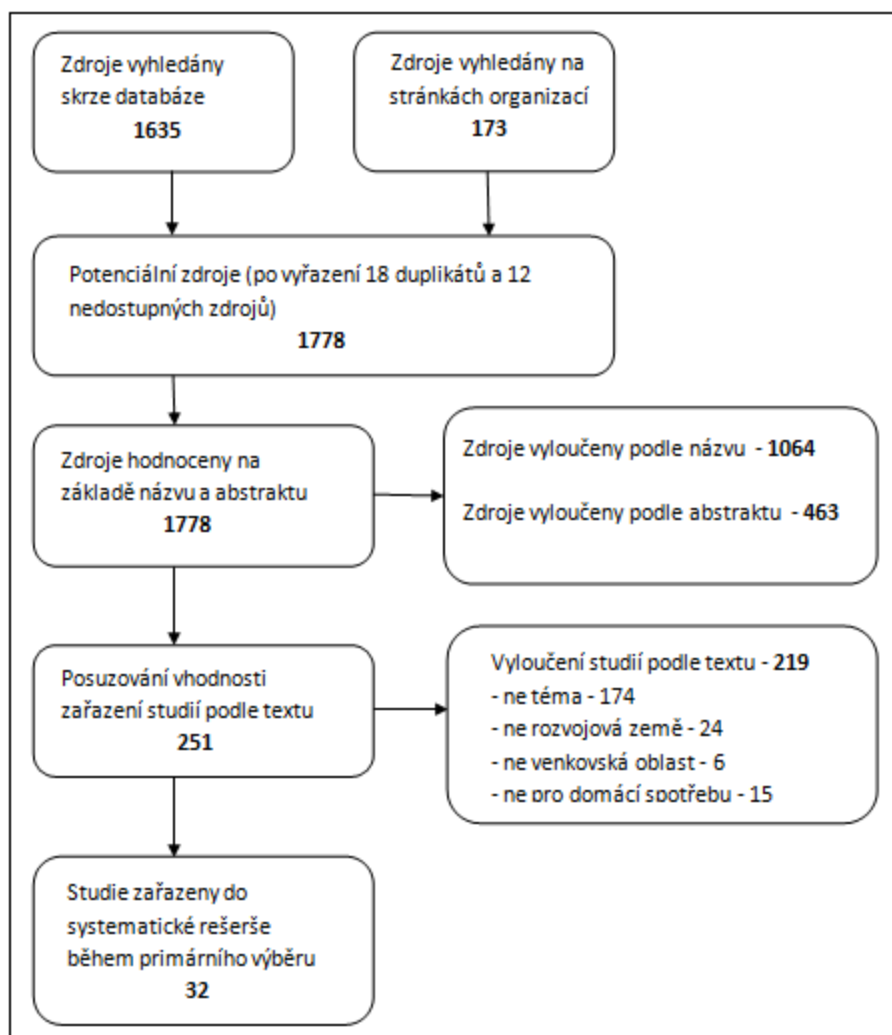 Zdroje vyhledány
skrze databáze
1635
Zdroje vyhledány na
stránkách organizací
173
Potenciální zdroje (po vyřazení 18 duplikátů a 12
nedostupných zdrojů)
1778
Zdroje hodnoceny na
základě názvu a abstraktu
1778
Zdroje vyloučeny podle názvu - 1064
Zdroje vyloučeny podle abstraktu - 463
Posuzování vhodnosti
zařazení studií podle textu
251
Vyloučení studií podle textu - 219
- ne téma - 174
- ne rozvojová země - 24
- ne venkovská oblast - 6
- ne pro domácí spotřebu - 15
Studie zařazeny do
systematické rešerše
během primárního výběru
32